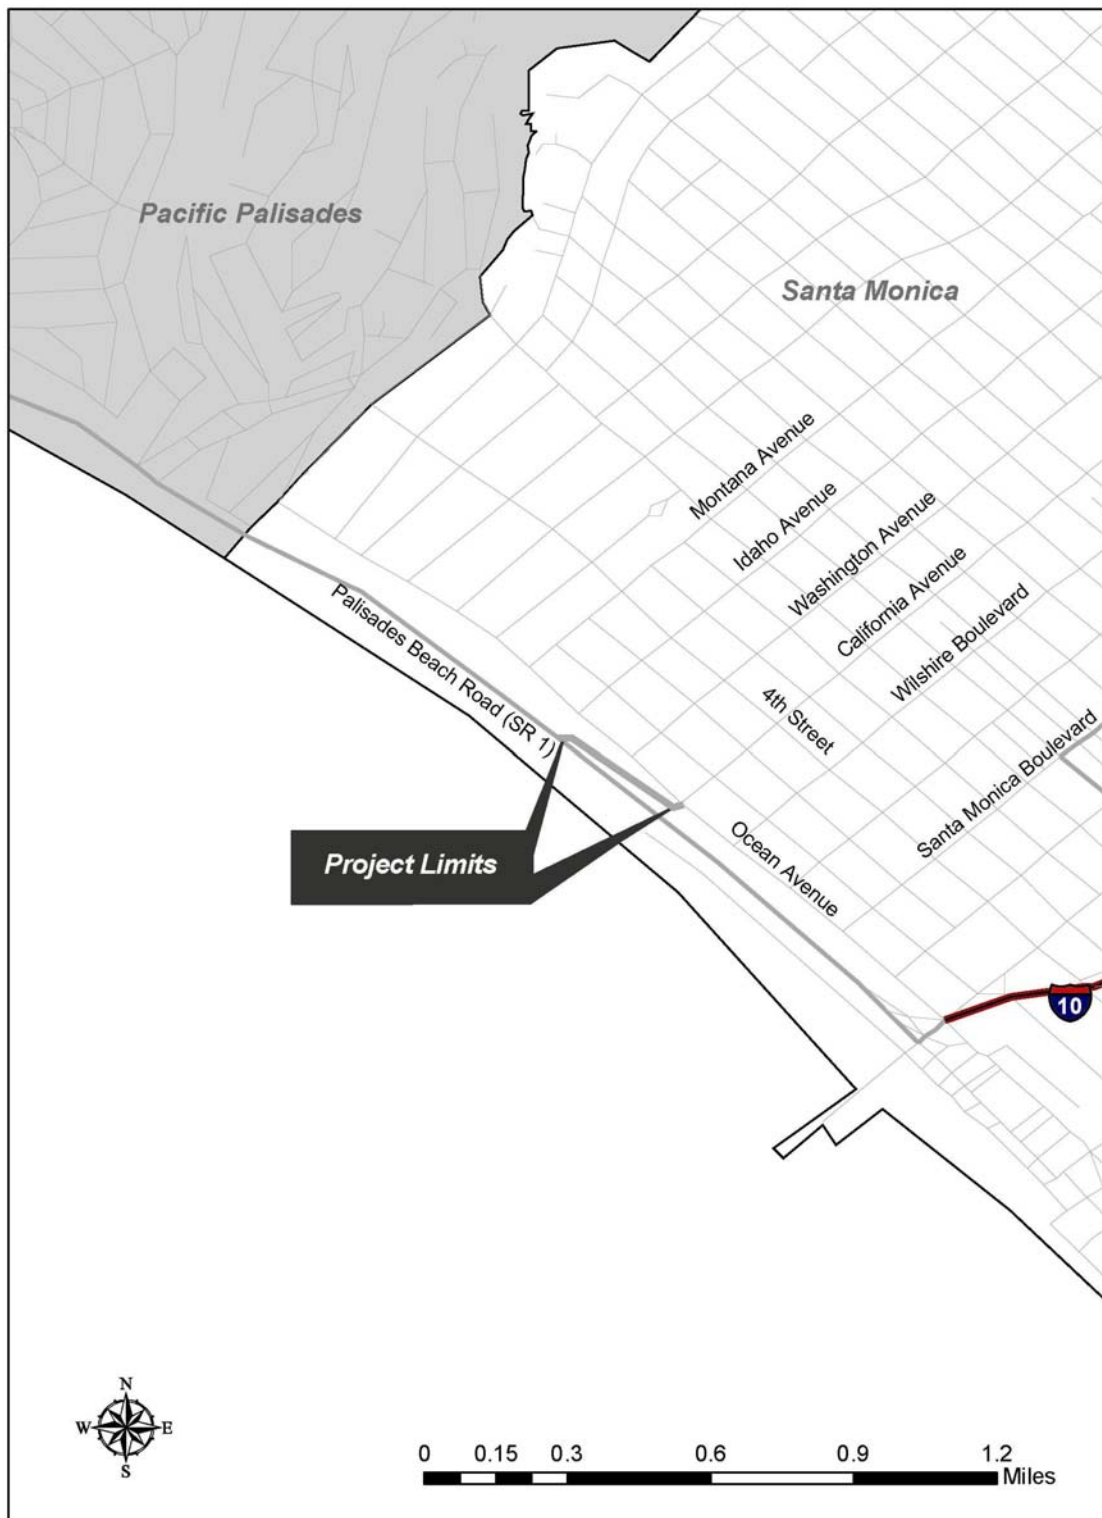 Pacific Palisades
Santa Monica
Montana Avenue
Idaho Avenue
Washington Avenue
California Avenue
Wilshire Boulevard
4th Street
Santa Monica Boulevard
Palisades Beach Road (SR 1)
Ocean Avenue
Project Limits
10
N
W E
S
0 0.15 0.3 0.6 0.9 1.2
Miles